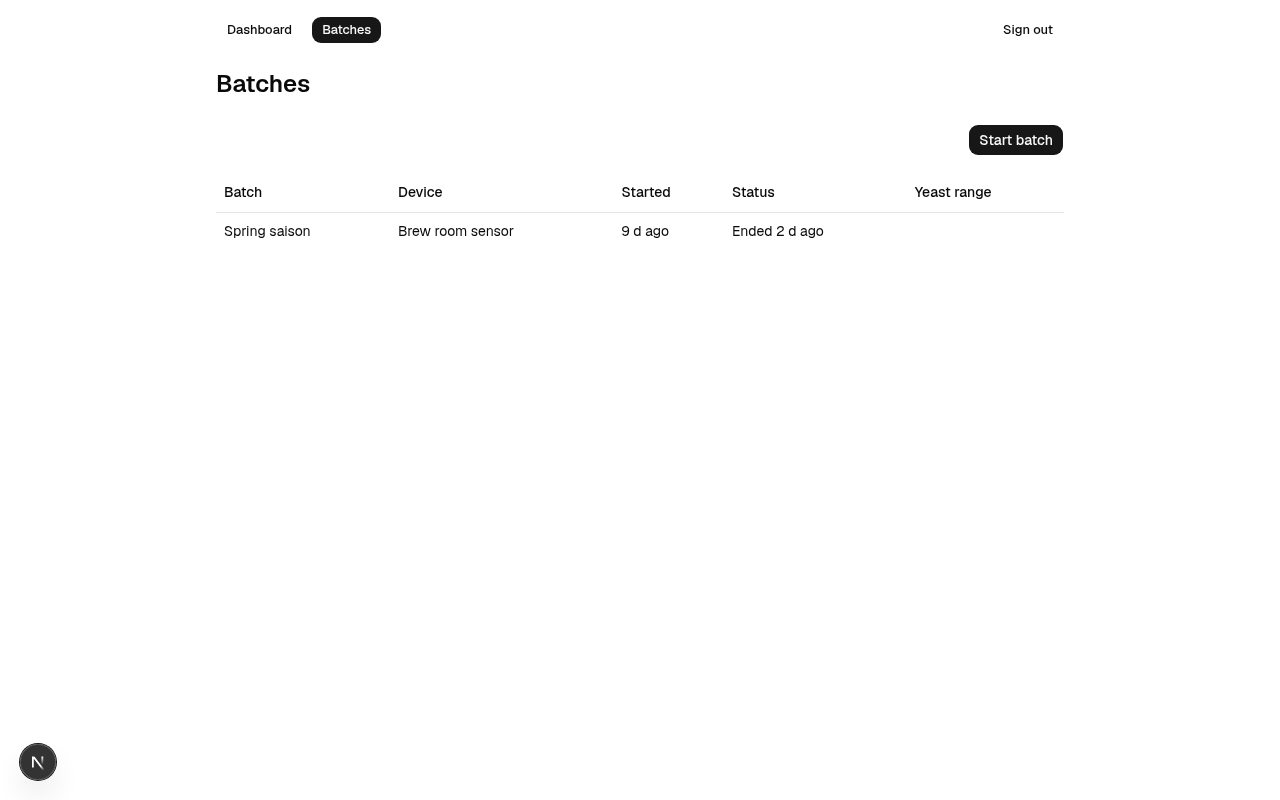 Dashboard Batches Sign out
Batches
Start batch
Batch Device Started Status Yeast range
Spring saison Brew room sensor 9 d ago Ended 2 d ago
N